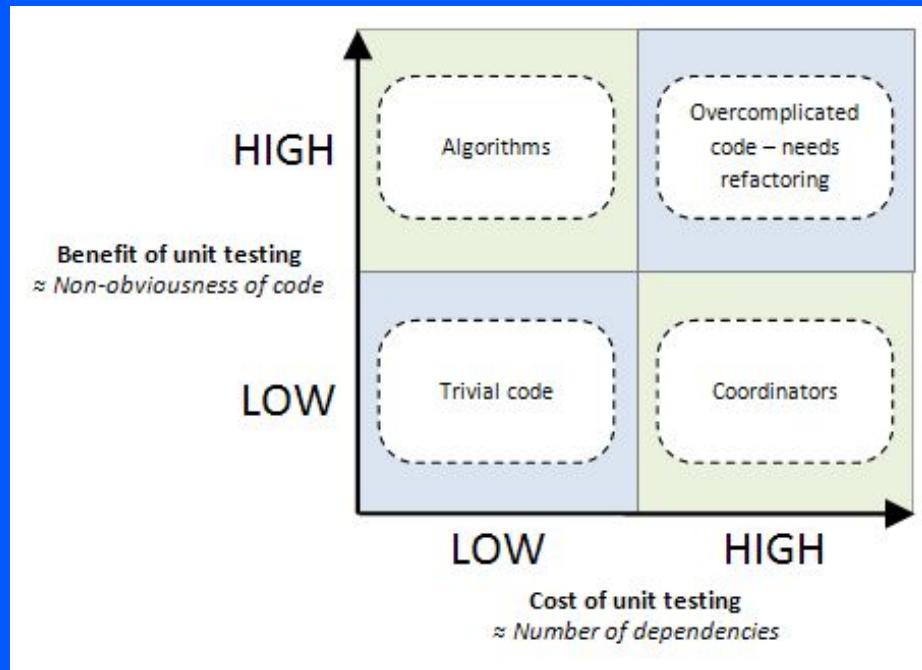 HIGH
Algorithms
Overcomplicated
code – needs
refactoring
Benefit of unit testing
≈ Non-obviousness of code
LOW
Trivial code
Coordinators
LOW
HIGH
Cost of unit testing
≈ Number of dependencies